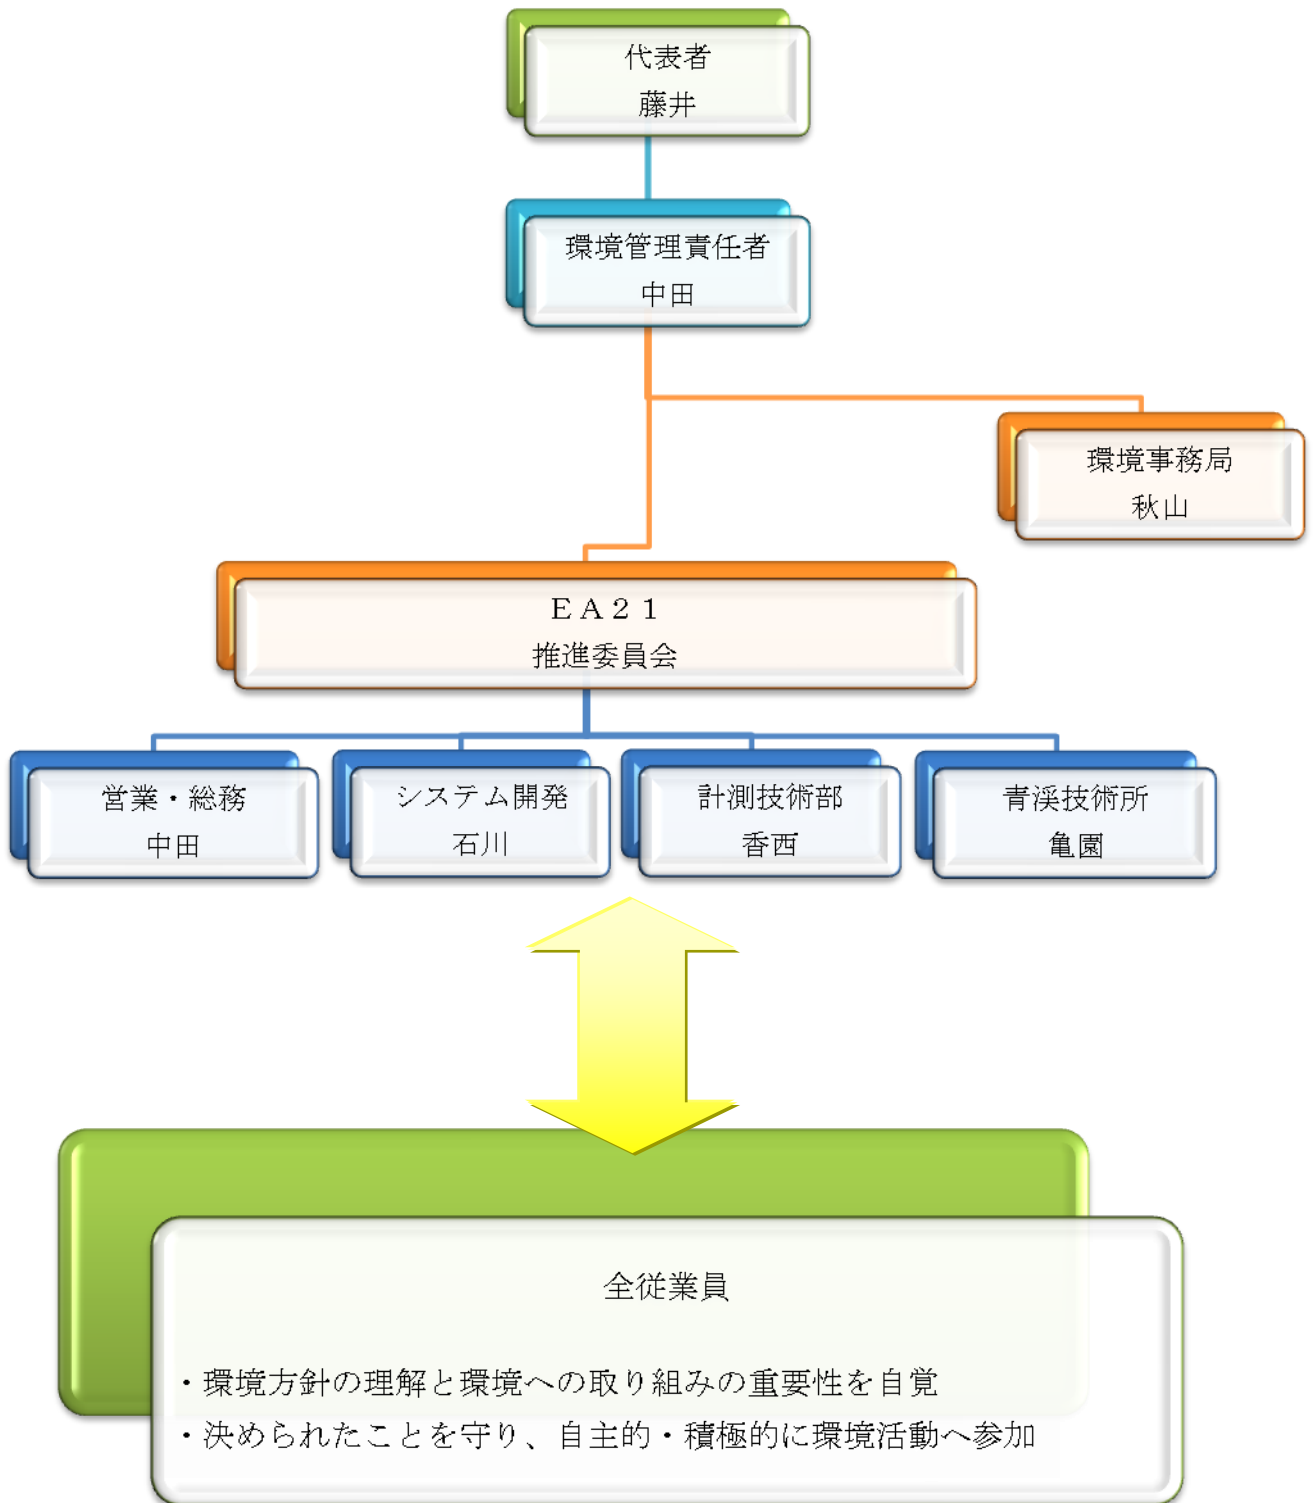 代表者
藤井
環境管理責任者
中田
環境事務局
秋山
ＥＡ２１
推進委員会
営業・総務
中田
システム開発
石川
計測技術部
香西
青渓技術所
亀園
全従業員
・環境方針の理解と環境への取り組みの重要性を自覚
・決められたことを守り、自主的・積極的に環境活動へ参加